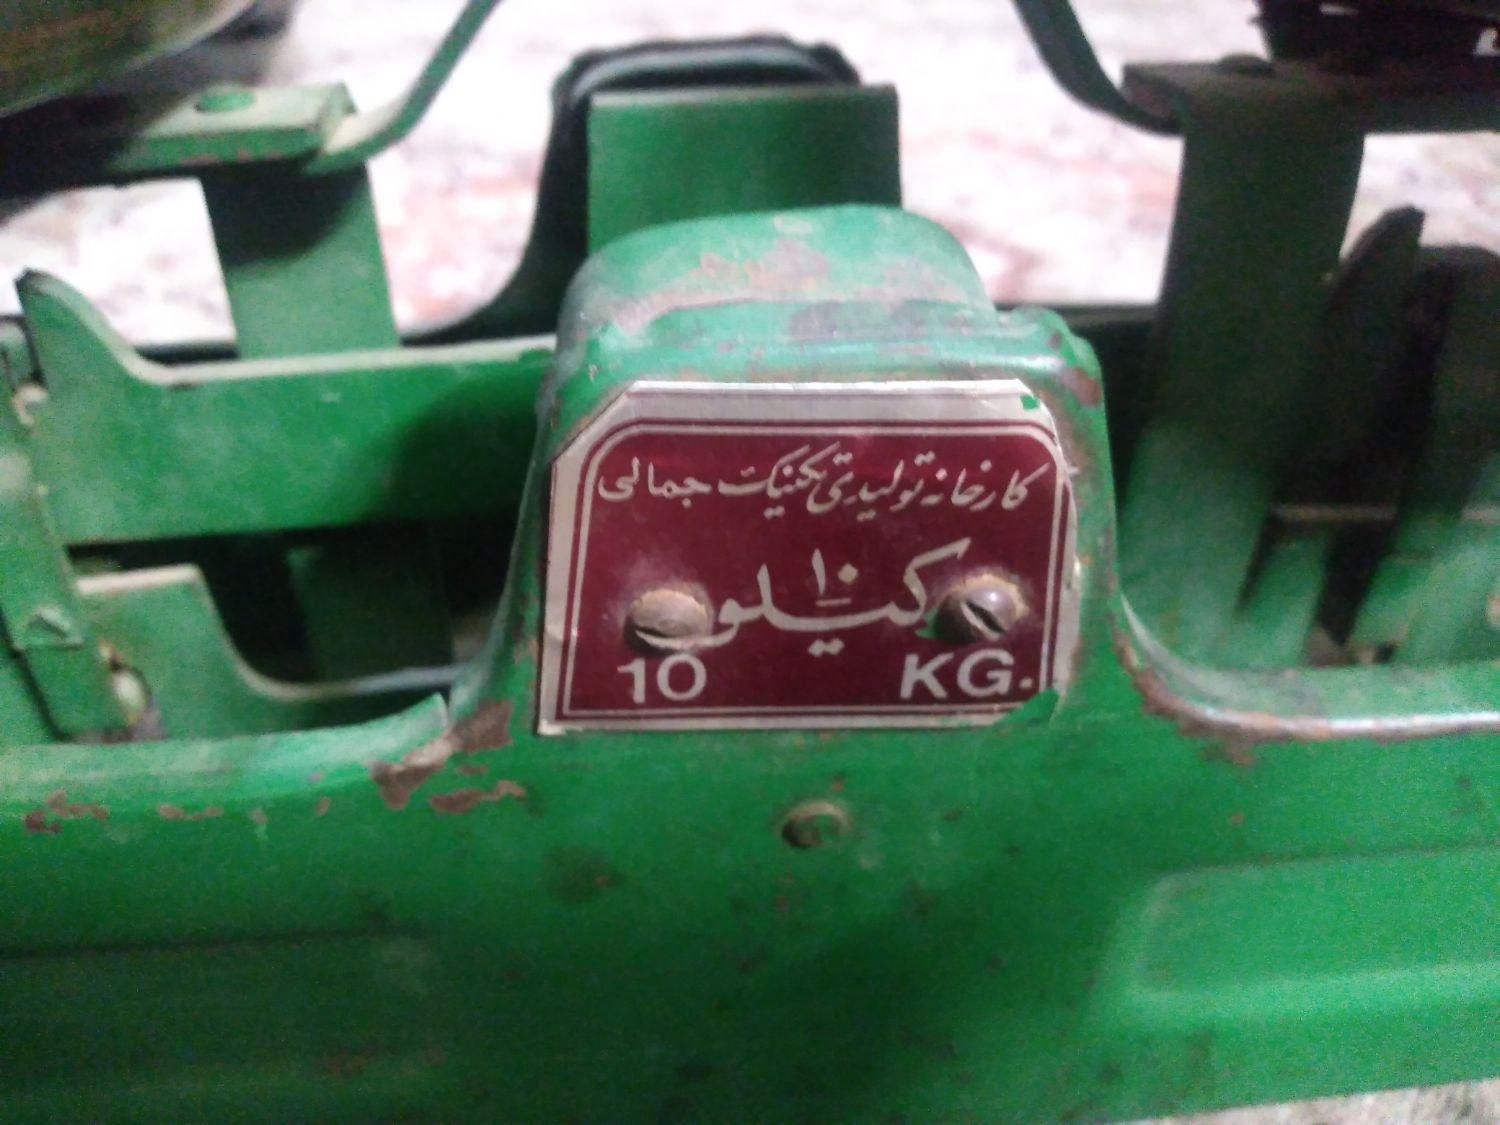 کارخانه تولیدی تکنیک جمالی
۱۰ کیلو
10 KG.